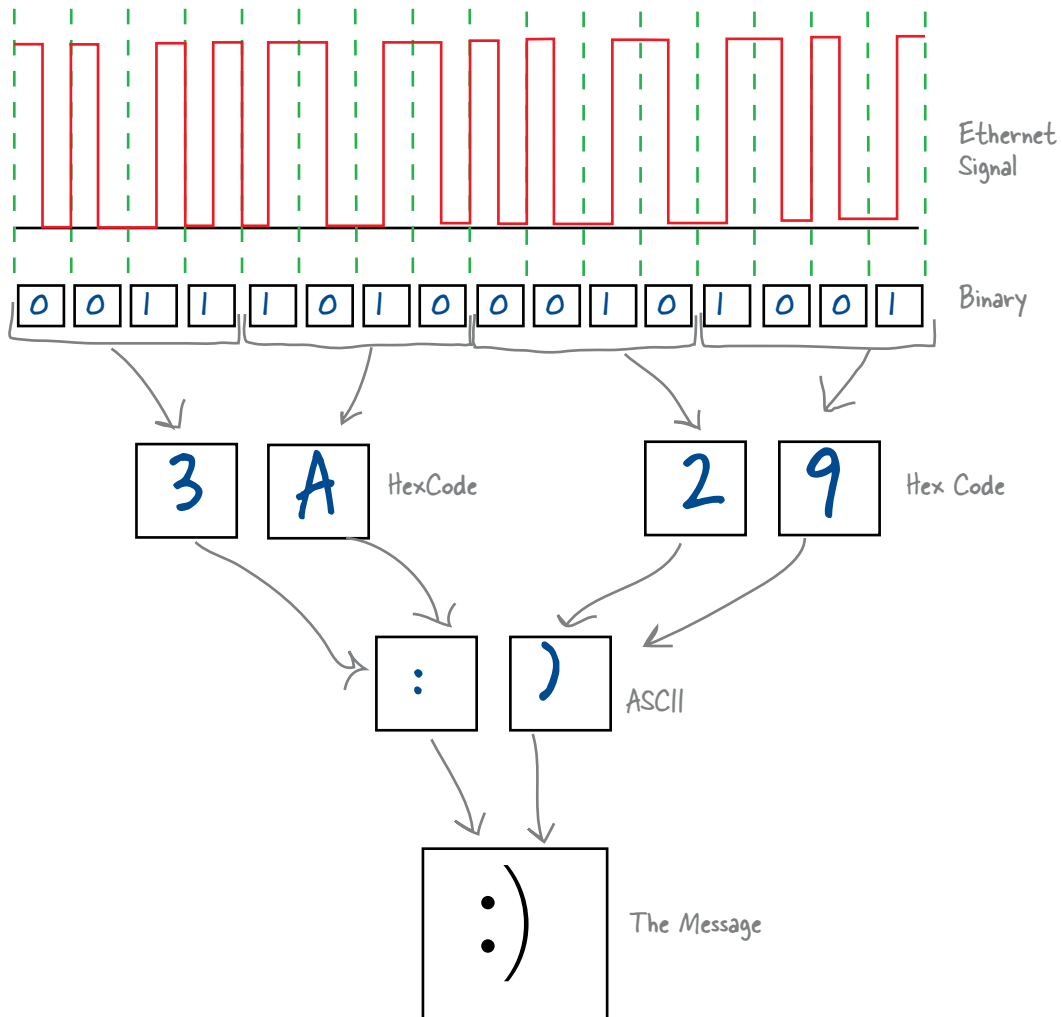 Ethernet
Signal
0 0 1 1 1 0 1 0 0 0 1 0 1 0 0 1
Binary
3 A
HexCode
2 9
Hex Code
: )
ASCII
:)
The Message